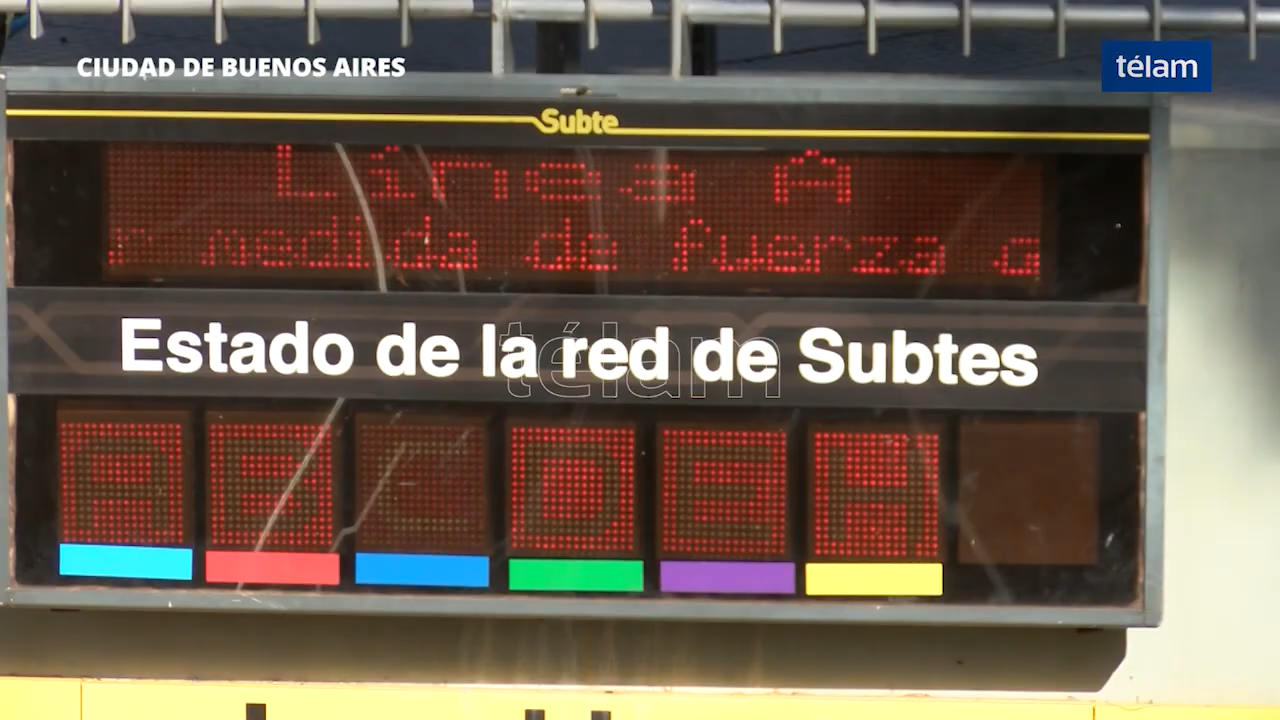 CIUDAD DE BUENOS AIRES
télam
Subte
Línea A
r medida de fuerza g
Estado de la red de Subtes
télam
A B C D E H